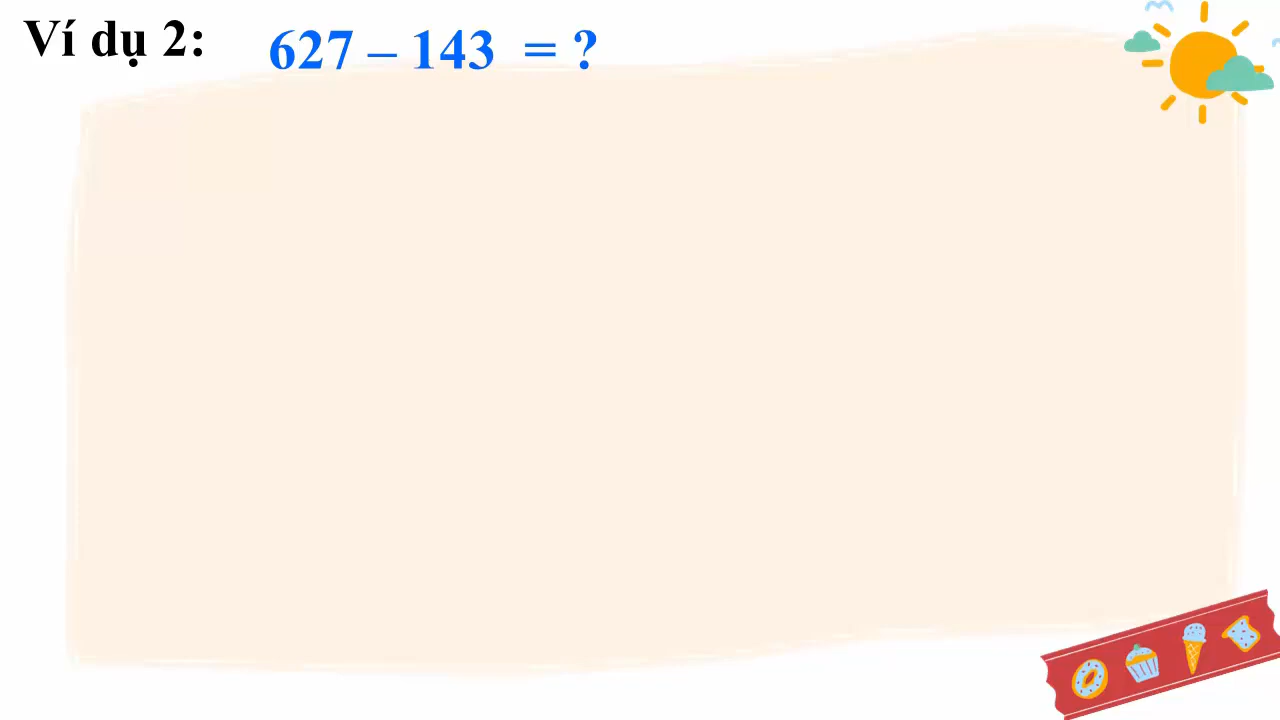 Ví dụ 2: 627 – 143 = ?